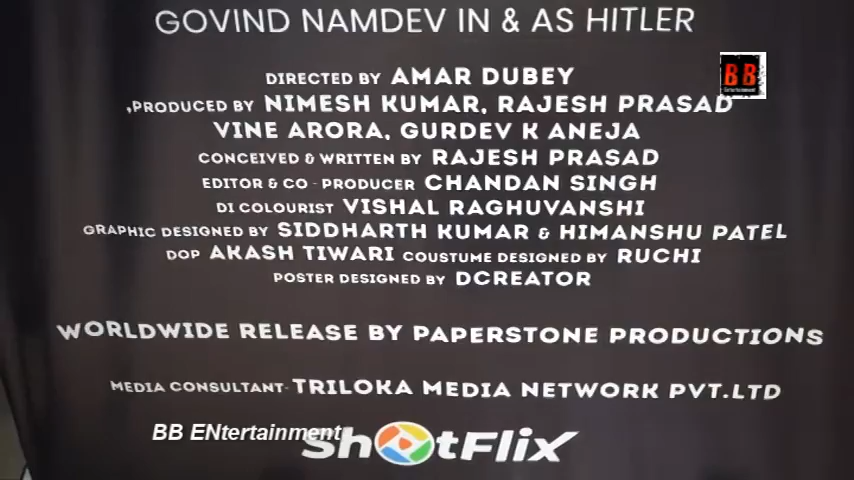 GOVIND NAMDEV IN & AS HITLER
DIRECTED BY AMAR DUBEY
BB
Entertainment
,PRODUCED BY NIMESH KUMAR, RAJESH PRASAD
VINE ARORA, GURDEV K ANEJA
CONCEIVED & WRITTEN BY RAJESH PRASAD
EDITOR & CO - PRODUCER CHANDAN SINGH
DI COLOURIST VISHAL RAGHUVANSHI
GRAPHIC DESIGNED BY SIDDHARTH KUMAR & HIMANSHU PATEL
DOP AKASH TIWARI COUSTUME DESIGNED BY RUCHI
POSTER DESIGNED BY DCREATOR
WORLDWIDE RELEASE BY PAPERSTONE PRODUCTIONS
MEDIA CONSULTANT- TRILOKA MEDIA NETWORK PVT.LTD
BB ENtertainment
ShotFlix